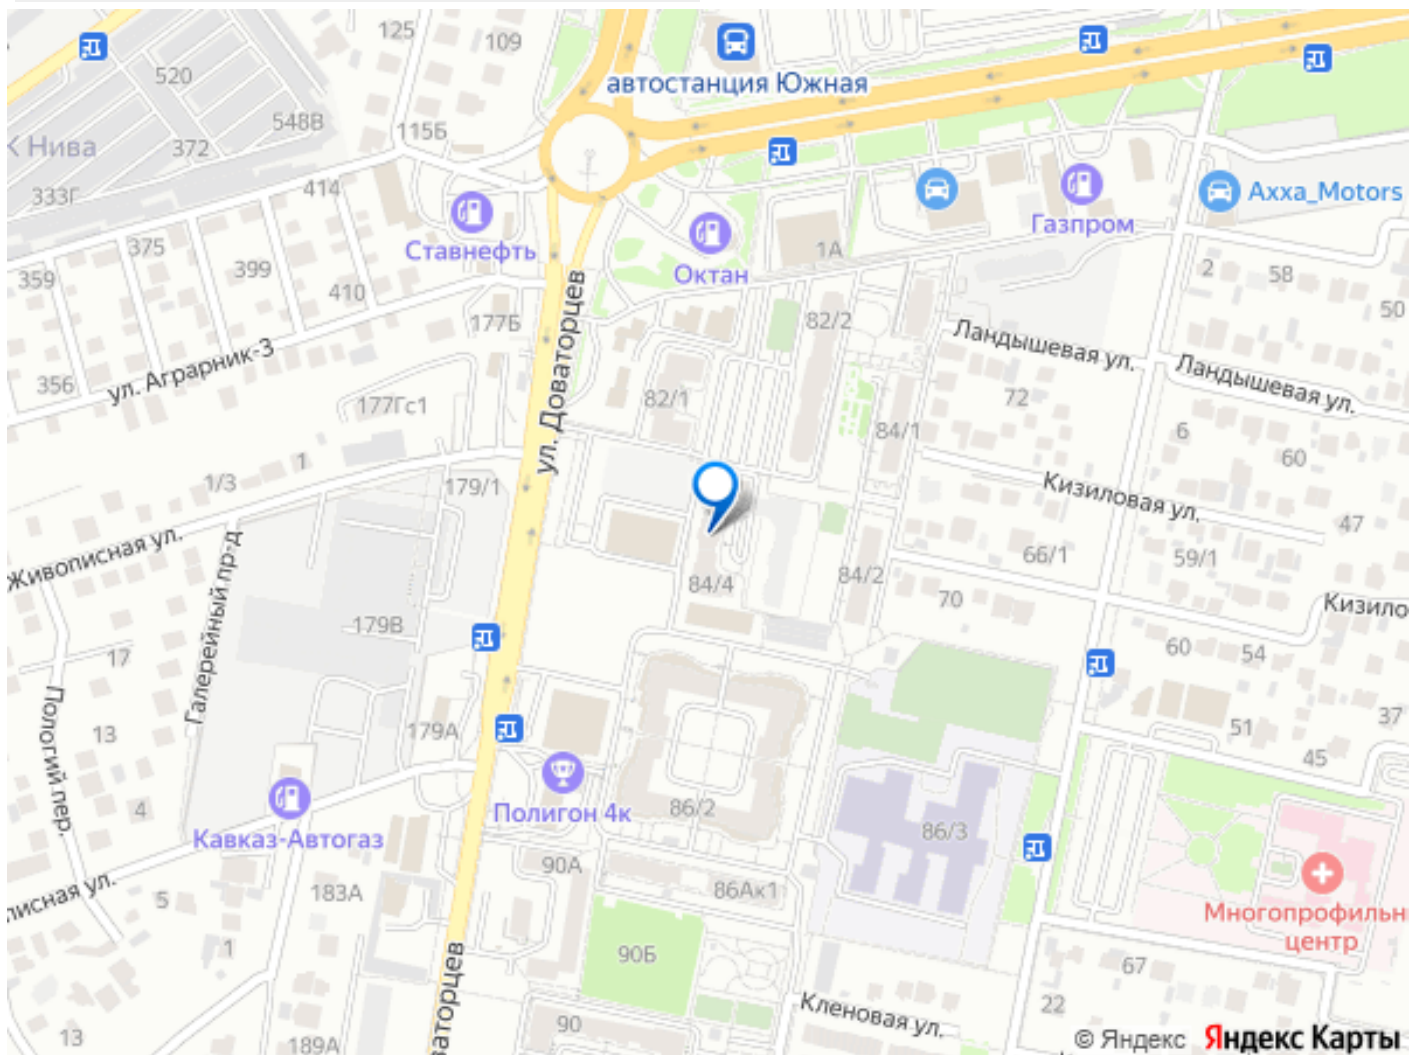 125
109
520
автостанция Южная
548В
115Б
К Нива
372
333Г
414
Axxa_Motors
Ставнефть
Газпром
375
1А
359
399
Октан
2
58
410
50
177Б
82/2
Ландышевая ул.
ул. Аграрник-3
356
ул. Доваторцев
Ландышевая ул.
177Гс1
82/1
72
84/1
6
60
1
1/3
179/1
Кизиловая ул.
47
Живописная ул.
66/1
59/1
84/4
84/2
70
Кизило
Галерейный пр-д
179В
17
60
54
Пологий пер.
13
179А
51
37
45
4
Полигон 4к
86/2
86/3
Кавказ-Автогаз
90А
86Ак1
писная ул.
5
183А
Многопрофильн
центр
1
90Б
67
ваторцев
22
Кленовая ул.
13
189А
90
© Яндекс Яндекс Карты